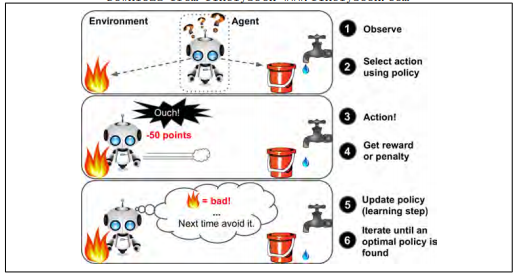 Environment
Agent
? ? ? ?
1 Observe
2 Select action
using policy
Ouch!
-50 points
3 Action!
4 Get reward
or penalty
= bad!
...
Next time avoid it.
5 Update policy
(learning step)
6 Iterate until an
optimal policy is
found